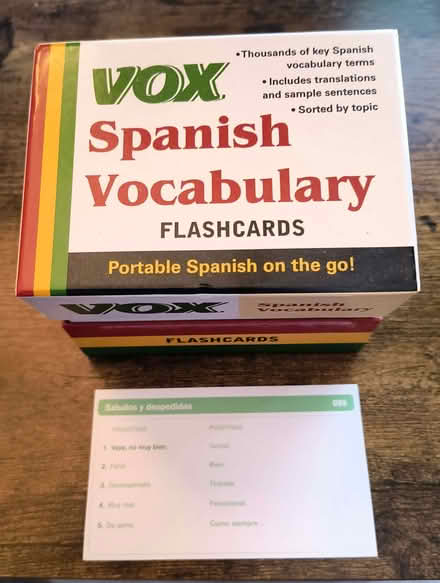 VOX
Spanish
Vocabulary
FLASHCARDS
•Thousands of key Spanish
vocabulary terms
• Includes translations
and sample sentences
• Sorted by topic
Portable Spanish on the go!
VOX
Spanish
Vocabulary
FLASHCARDS
Saludos y despedidas
1. Vaya, no muy bien.
2.
3.
4. Muy mal.
5. De pena. Como siempre...